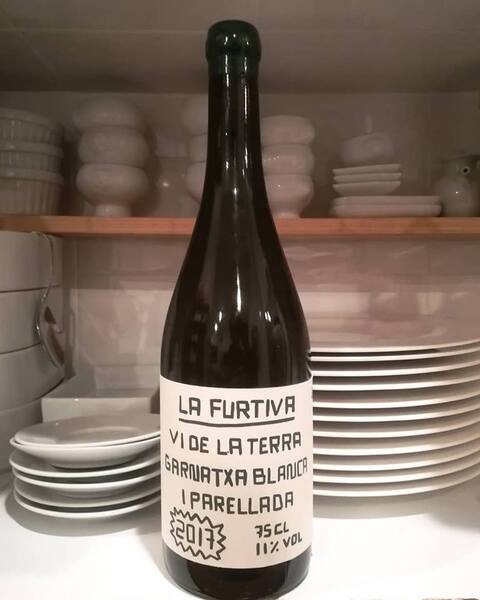 LA FURTIVA
VI DE LA TERRA
GARNATXA BLANCA
I PARELLADA
2017
75CL
11% VOL